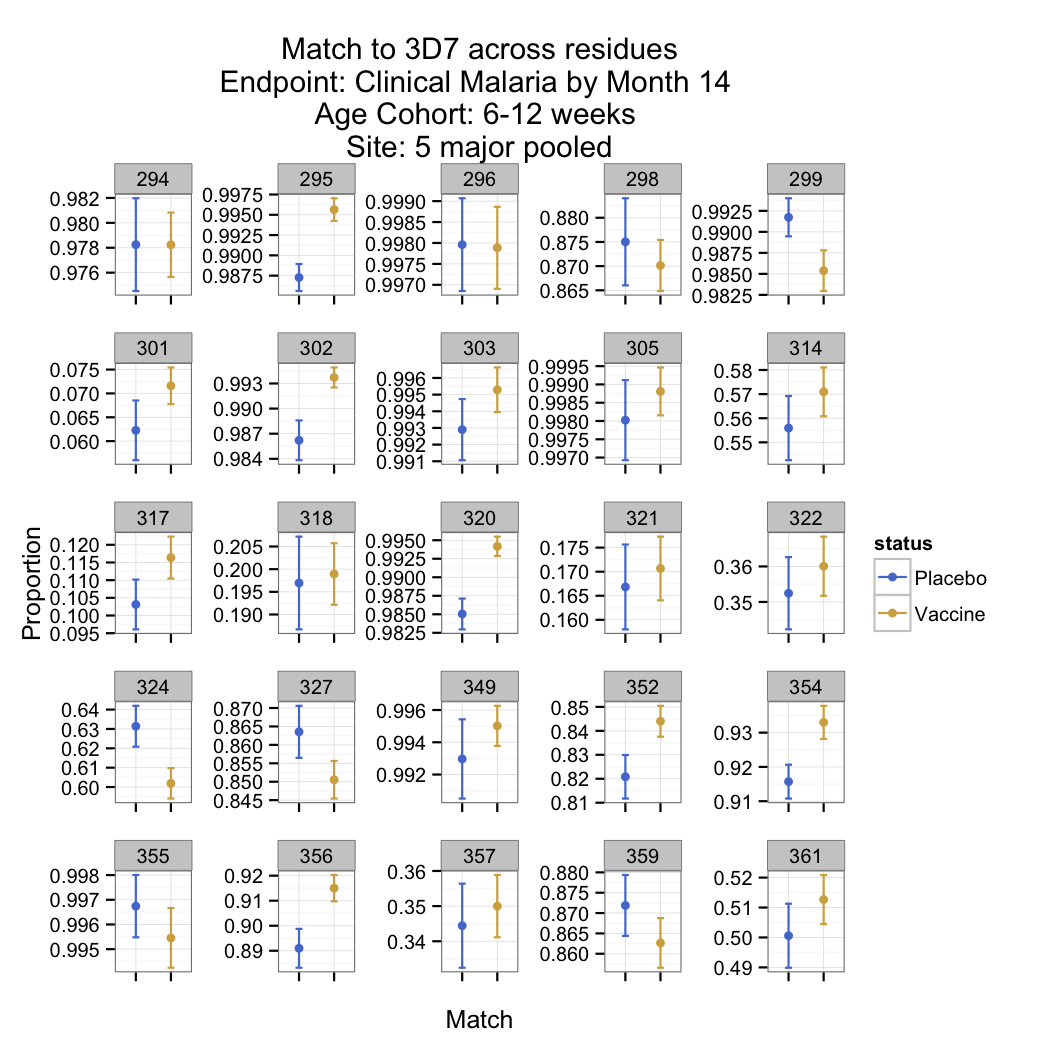 Match to 3D7 across residues
Endpoint: Clinical Malaria by Month 14
Age Cohort: 6-12 weeks
Site: 5 major pooled
294 295 296 298 299
0.982 0.980 0.978 0.976
0.9975 0.9950 0.9925 0.9900 0.9875
0.9990 0.9985 0.9980 0.9975 0.9970
0.880 0.875 0.870 0.865
0.9925 0.9900 0.9875 0.9850 0.9825
301 302 303 305 314
0.075 0.070 0.065 0.060
0.993 0.990 0.987 0.984
0.996 0.995 0.994 0.993 0.992 0.991
0.9995 0.9990 0.9985 0.9980 0.9975 0.9970
0.58 0.57 0.56 0.55
317 318 320 321 322
0.120 0.115 0.110 0.105 0.100 0.095
0.205 0.200 0.195 0.190
0.9950 0.9925 0.9900 0.9875 0.9850 0.9825
0.175 0.170 0.165 0.160
0.36 0.35
324 327 349 352 354
0.64 0.63 0.62 0.61 0.60
0.870 0.865 0.860 0.855 0.850 0.845
0.996 0.994 0.992
0.85 0.84 0.83 0.82 0.81
0.93 0.92 0.91
355 356 357 359 361
0.998 0.997 0.996 0.995
0.92 0.91 0.90 0.89
0.36 0.35 0.34
0.880 0.875 0.870 0.865 0.860
0.52 0.51 0.50 0.49
Proportion
Match
status
Placebo
Vaccine